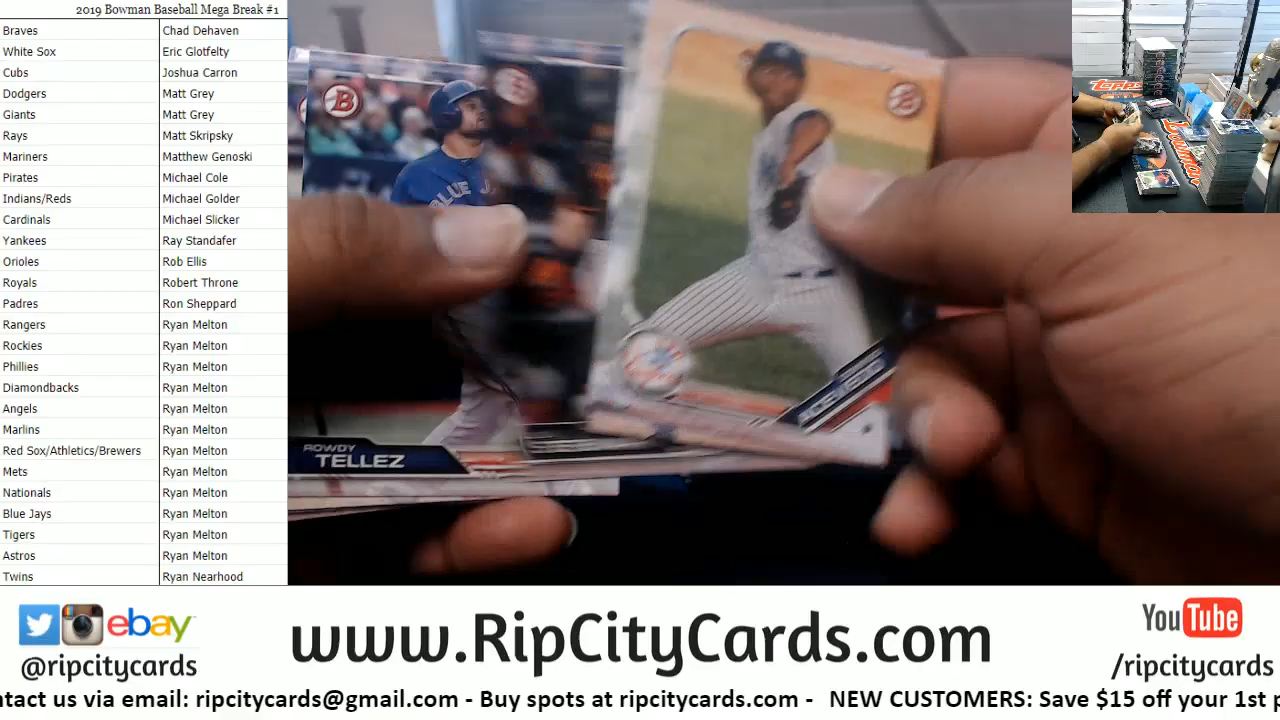 2019 Bowman Baseball Mega Break #1
Braves Chad Dehaven
White Sox Eric Glotfelty
Cubs Joshua Carron
Dodgers Matt Grey
Giants Matt Grey
Rays Matt Skripsky
Mariners Matthew Genoski
Pirates Michael Cole
Indians/Reds Michael Golder
Cardinals Michael Slicker
Yankees Ray Standafer
Orioles Rob Ellis
Royals Robert Throne
Padres Ron Sheppard
Rangers Ryan Melton
Rockies Ryan Melton
Phillies Ryan Melton
Diamondbacks Ryan Melton
Angels Ryan Melton
Marlins Ryan Melton
Red Sox/Athletics/Brewers Ryan Melton
Mets Ryan Melton
Nationals Ryan Melton
Blue Jays Ryan Melton
Tigers Ryan Melton
Astros Ryan Melton
Twins Ryan Nearhood
B
BLUE J
ROWDY
TELLEZ
ACEVEDO
Topps
ebay
@ripcitycards
www.RipCityCards.com
YouTube
/ripcitycards
ntact us via email: ripcitycards@gmail.com - Buy spots at ripcitycards.com - NEW CUSTOMERS: Save $15 off your 1st p